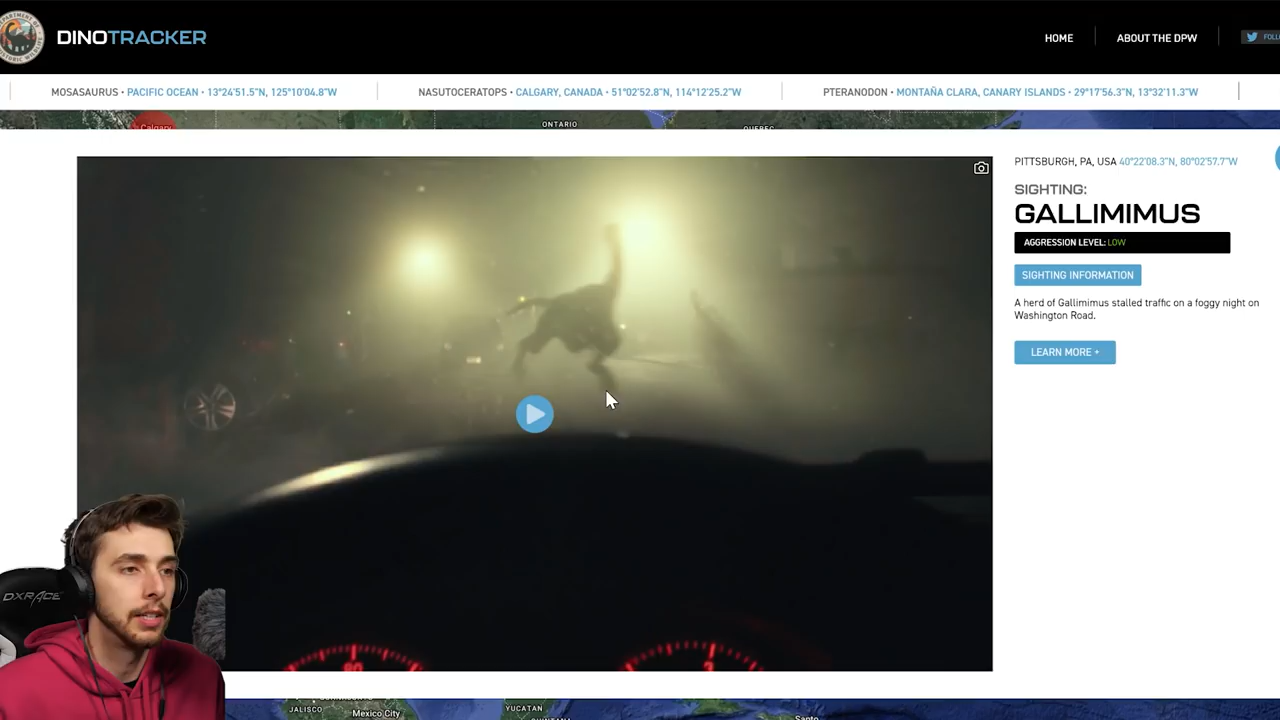 DINOTRACKER
HOME
ABOUT THE DPW
MOSASAURUS • PACIFIC OCEAN • 13°24'51.5"N, 125°10'04.8"W
NASUTOCERATOPS • CALGARY, CANADA • 51°02'52.8"N, 114°12'25.2"W
PTERANODON • MONTAÑA CLARA, CANARY ISLANDS • 29°17'56.3"N, 13°32'11.3"W
Calgary
ONTARIO
QUEBEC
PITTSBURGH, PA, USA 40°22'08.3"N, 80°02'57.7"W
SIGHTING:
GALLIMIMUS
AGGRESSION LEVEL: LOW
SIGHTING INFORMATION
A herd of Gallimimus stalled traffic on a foggy night on
Washington Road.
LEARN MORE +
DXRACE
80
3
JALISCO
Mexico City
YUCATAN
Santo